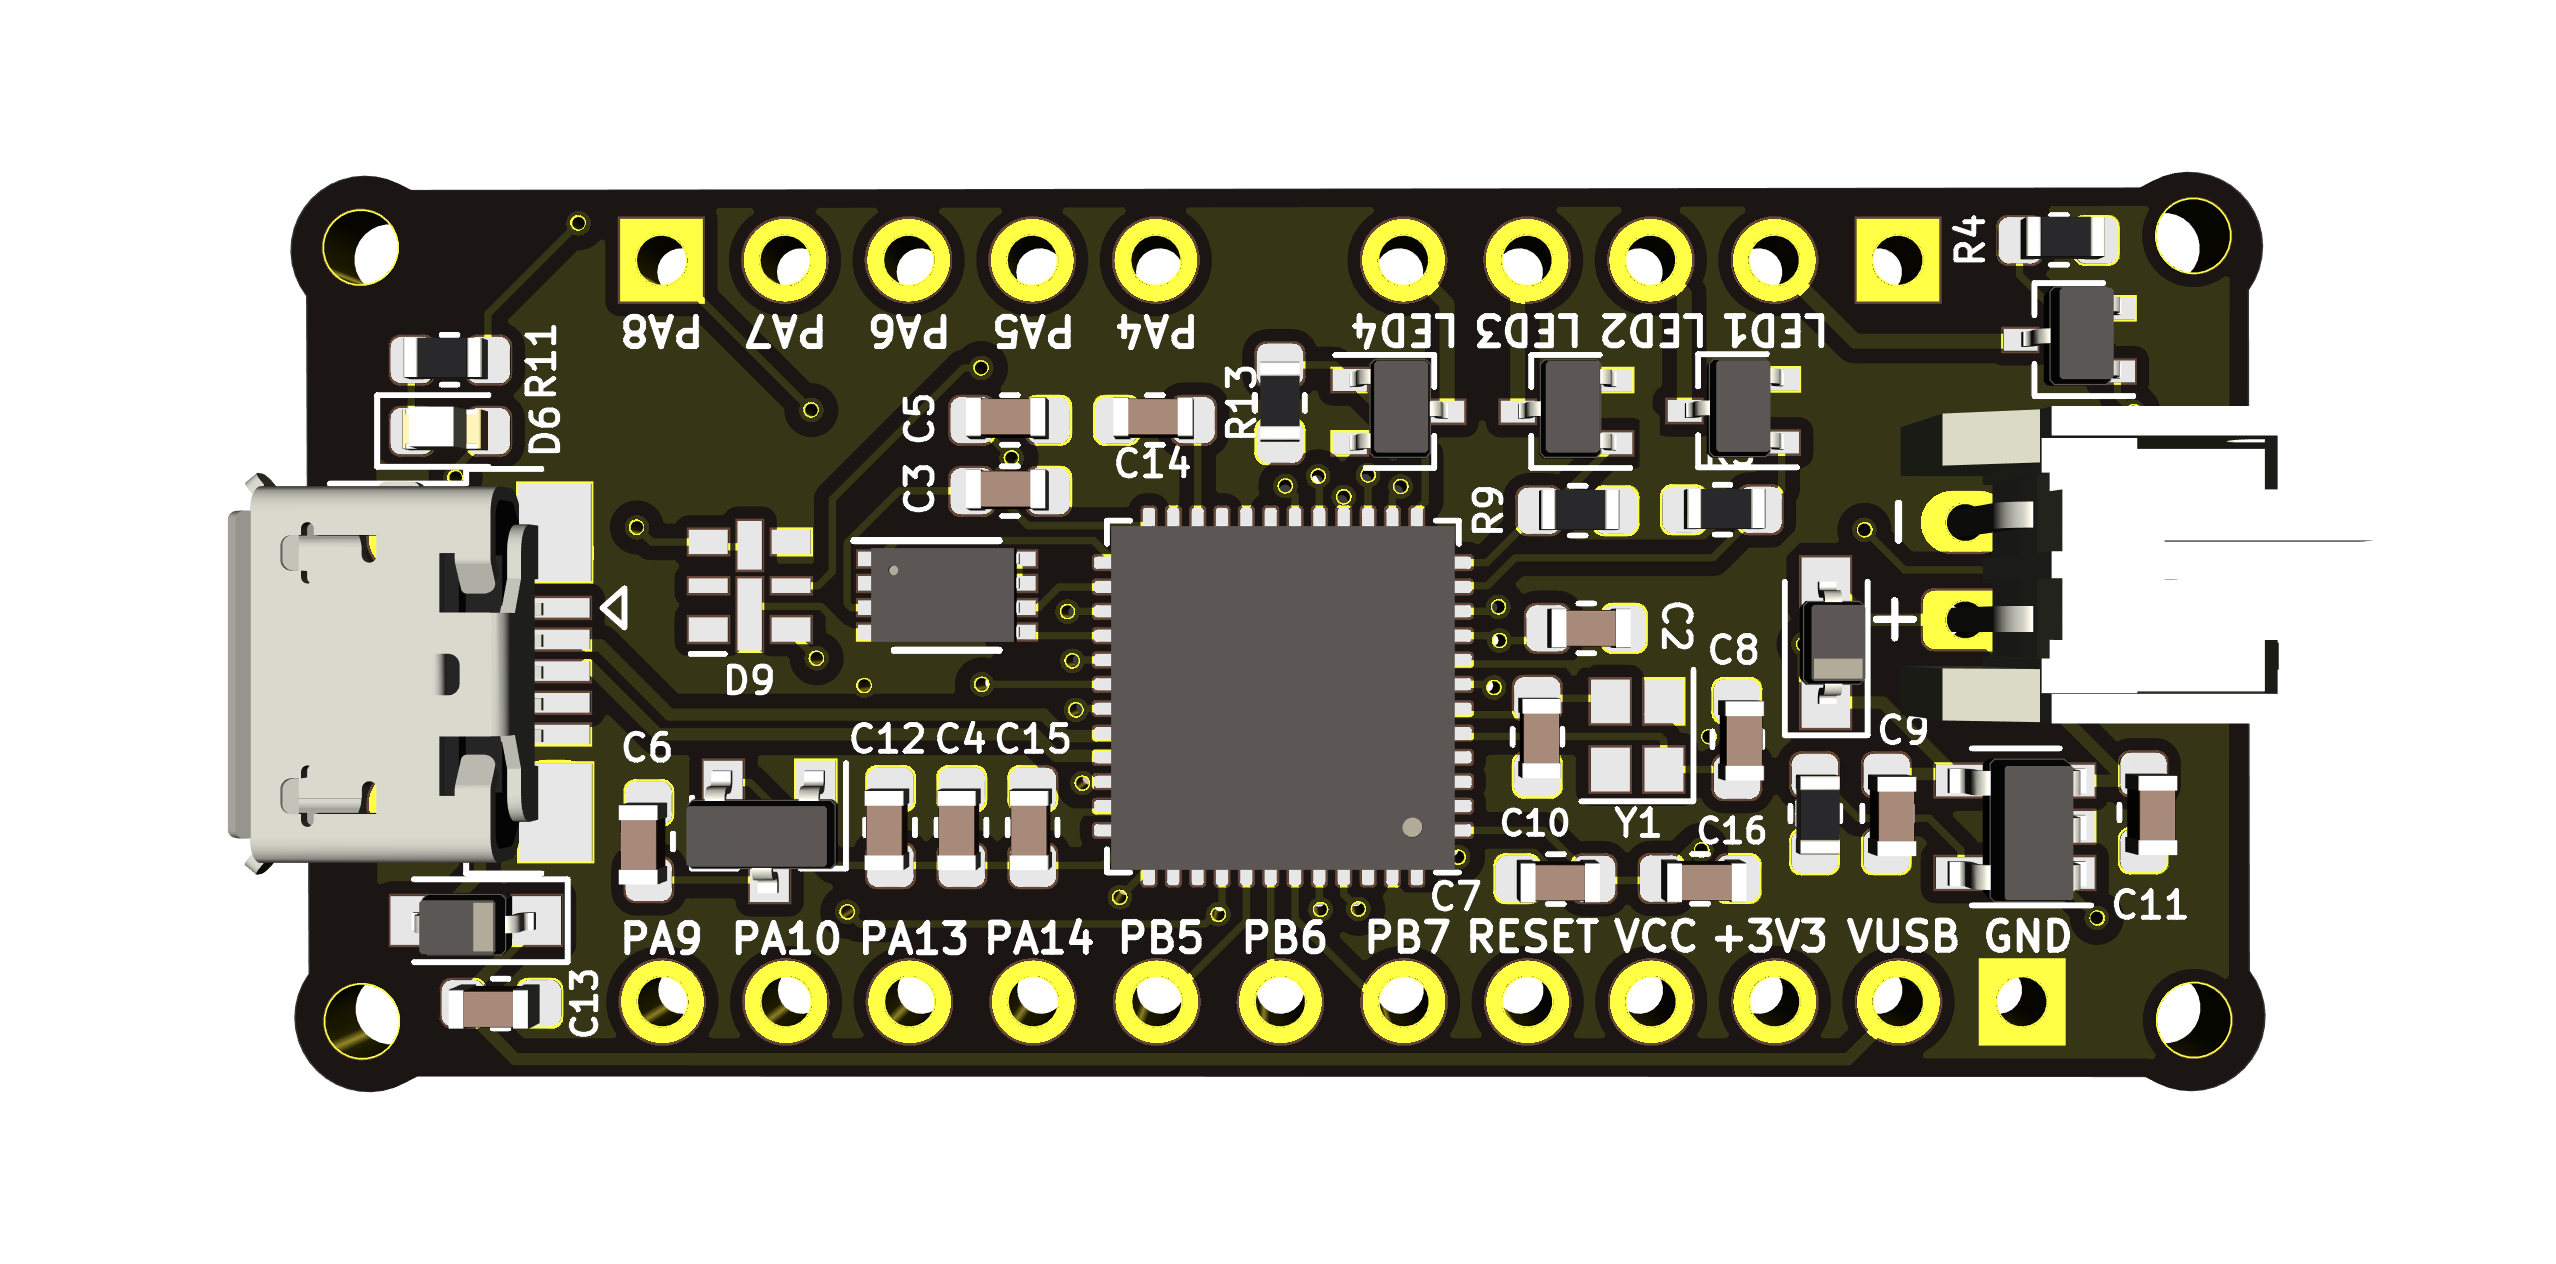 PA8 PA7 PA6 PA5 PA4 LED4 LED3 LED2 LED1
R4
R11
D6
C5
C3
C14
R13
R9
D9
C2
C8
-
+
C6
C12 C4 C15
C9
C10
Y1
C16
C7
C11
PA9 PA10 PA13 PA14 PB5 PB6 PB7 RESET VCC +3V3 VUSB GND
C13